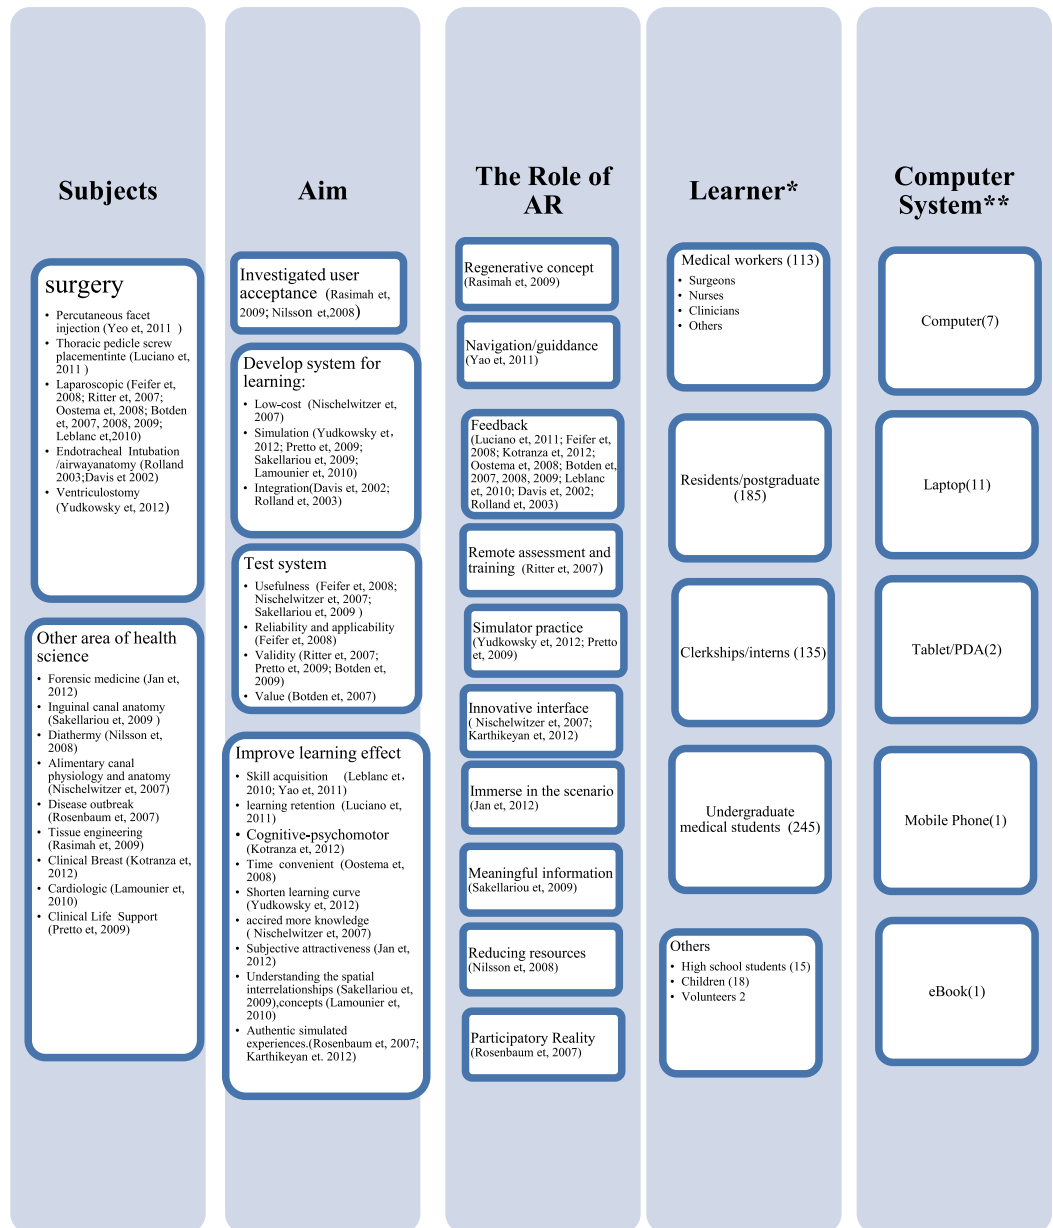 Subjects
surgery
• Percutaneous facet
injection (Yeo et, 2011 )
• Thoracic pedicle screw
placementinte (Luciano et,
2011 )
• Laparoscopic (Feifer et,
2008; Ritter et, 2007;
Oostema et, 2008; Botden
et, 2007, 2008, 2009;
Leblanc et,2010)
• Endotracheal Intubation
/airwayanatomy (Rolland
2003;Davis et 2002)
• Ventriculostomy
(Yudkowsky et, 2012)
Other area of health
science
• Forensic medicine (Jan et,
2012)
• Inguinal canal anatomy
(Sakellariou et, 2009 )
• Diathermy (Nilsson et,
2008)
• Alimentary canal
physiology and anatomy
(Nischelwitzer et, 2007)
• Disease outbreak
(Rosenbaum et, 2007)
• Tissue engineering
(Rasimah et, 2009)
• Clinical Breast (Kotranza et,
2012)
• Cardiologic (Lamounier et,
2010)
• Clinical Life Support
(Pretto et, 2009)
Aim
Investigated user
acceptance (Rasimah et,
2009; Nilsson et,2008)
Develop system for
learning:
• Low-cost (Nischelwitzer et,
2007)
• Simulation (Yudkowsky et,
2012; Pretto et, 2009;
Sakellariou et, 2009;
Lamounier et, 2010)
• Integration(Davis et, 2002;
Rolland et, 2003)
Test system
• Usefulness (Feifer et, 2008;
Nischelwitzer et, 2007;
Sakellariou et, 2009 )
• Reliability and applicability
(Feifer et, 2008)
• Validity (Ritter et, 2007;
Pretto et, 2009; Botden et,
2009)
• Value (Botden et, 2007)
Improve learning effect
• Skill acquisition (Leblanc et,
2010; Yao et, 2011)
• learning retention (Luciano et,
2011)
• Cognitive-psychomotor
(Kotranza et, 2012)
• Time convenient (Oostema et,
2008)
• Shorten learning curve
(Yudkowsky et, 2012)
• accired more knowledge
( Nischelwitzer et, 2007)
• Subjective attractiveness (Jan et,
2012)
• Understanding the spatial
interrelationships (Sakellariou et,
2009),concepts (Lamounier et,
2010)
• Authentic simulated
experiences.(Rosenbaum et, 2007;
Karthikeyan et. 2012)
The Role of
AR
Regenerative concept
(Rasimah et, 2009)
Navigation/guiddance
(Yao et, 2011)
Feedback
(Luciano et, 2011; Feifer et,
2008; Kotranza et, 2012;
Oostema et, 2008; Botden et,
2007, 2008, 2009; Leblanc
et, 2010; Davis et, 2002;
Rolland et, 2003)
Remote assessment and
training (Ritter et, 2007)
Simulator practice
(Yudkowsky et, 2012; Pretto
et, 2009)
Innovative interface
( Nischelwitzer et, 2007;
Karthikeyan et, 2012)
Immerse in the scenario
(Jan et, 2012)
Meaningful information
(Sakellariou et, 2009)
Reducing resources
(Nilsson et, 2008)
Participatory Reality
(Rosenbaum et, 2007)
Learner*
Medical workers (113)
• Surgeons
• Nurses
• Clinicians
• Others
Residents/postgraduate
(185)
Clerkships/interns (135)
Undergraduate
medical students (245)
Others
• High school students (15)
• Children (18)
• Volunteers 2
Computer
System**
Computer(7)
Laptop(11)
Tablet/PDA(2)
Mobile Phone(1)
eBook(1)